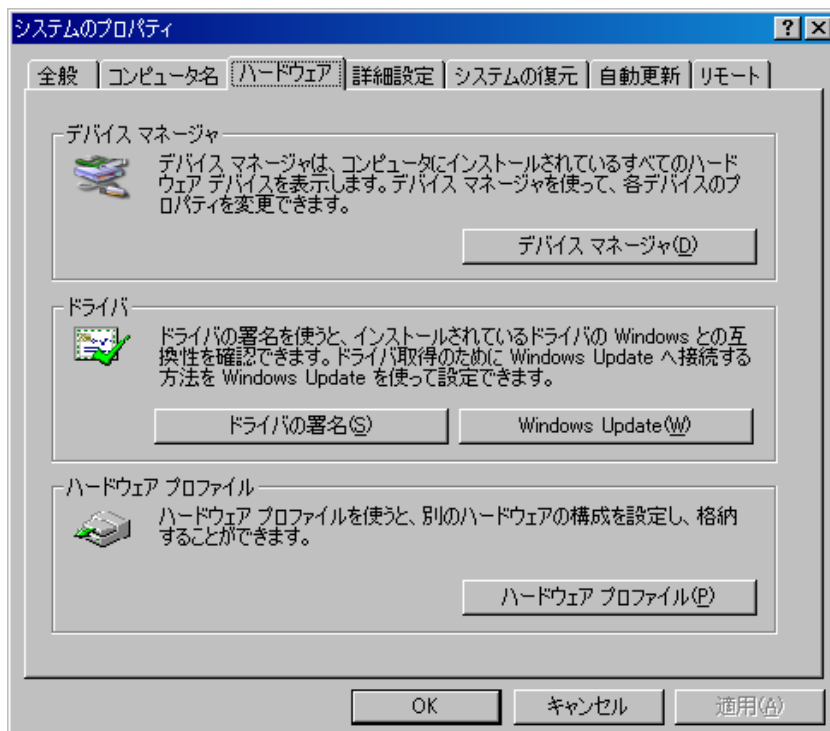 システムのプロパティ
全般
コンピュータ名
ハードウェア
詳細設定
システムの復元
自動更新
リモート
デバイス マネージャ
デバイス マネージャは、コンピュータにインストールされているすべてのハード
ウェア デバイスを表示します。デバイス マネージャを使って、各デバイスのプ
ロパティを変更できます。
デバイス マネージャ(D)
ドライバ
ドライバの署名を使うと、インストールされているドライバの Windows との互
換性を確認できます。ドライバ取得のために Windows Update へ接続する
方法を Windows Update を使って設定できます。
ドライバの署名(S)
Windows Update(W)
ハードウェア プロファイル
ハードウェア プロファイルを使うと、別のハードウェアの構成を設定し、格納
することができます。
ハードウェア プロファイル(P)
OK
キャンセル
適用(A)